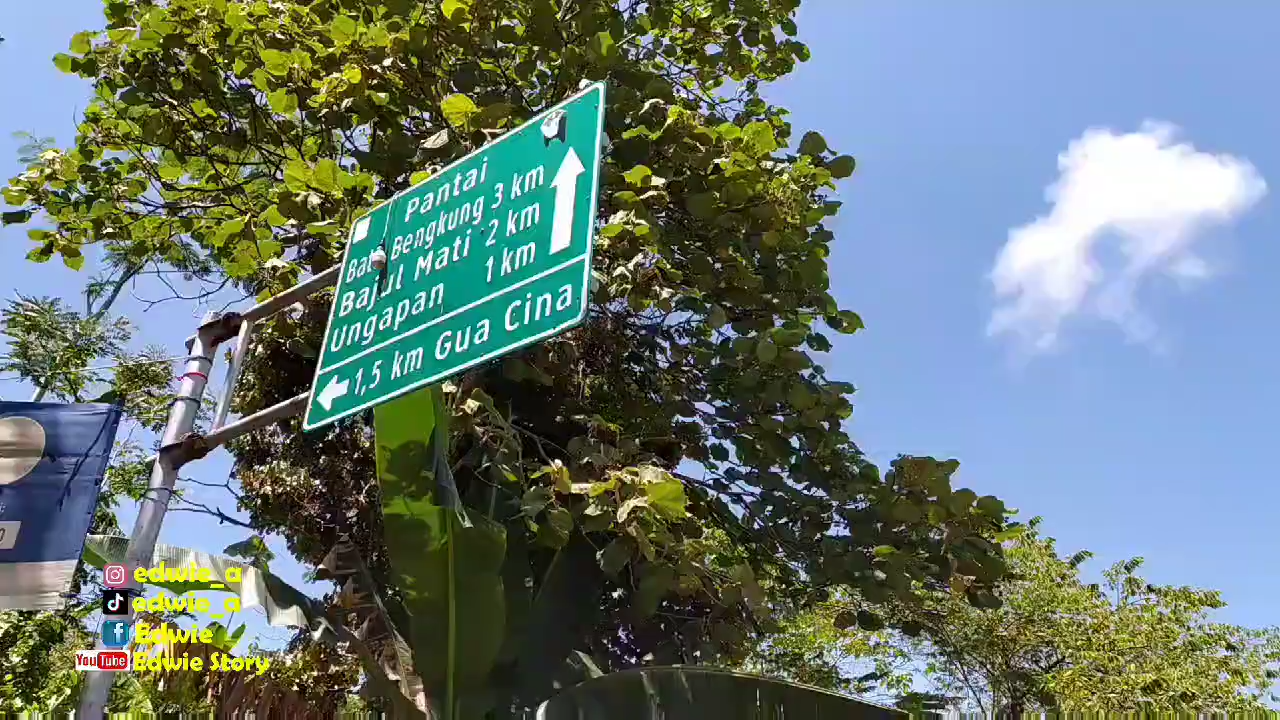 Pantai
Batu Bengkung 3 km
Bajul Mati 2 km
Ungapan 1 km
1,5 km Gua Cina
edwie_a
edwie_a
Edwie
YouTube Edwie Story